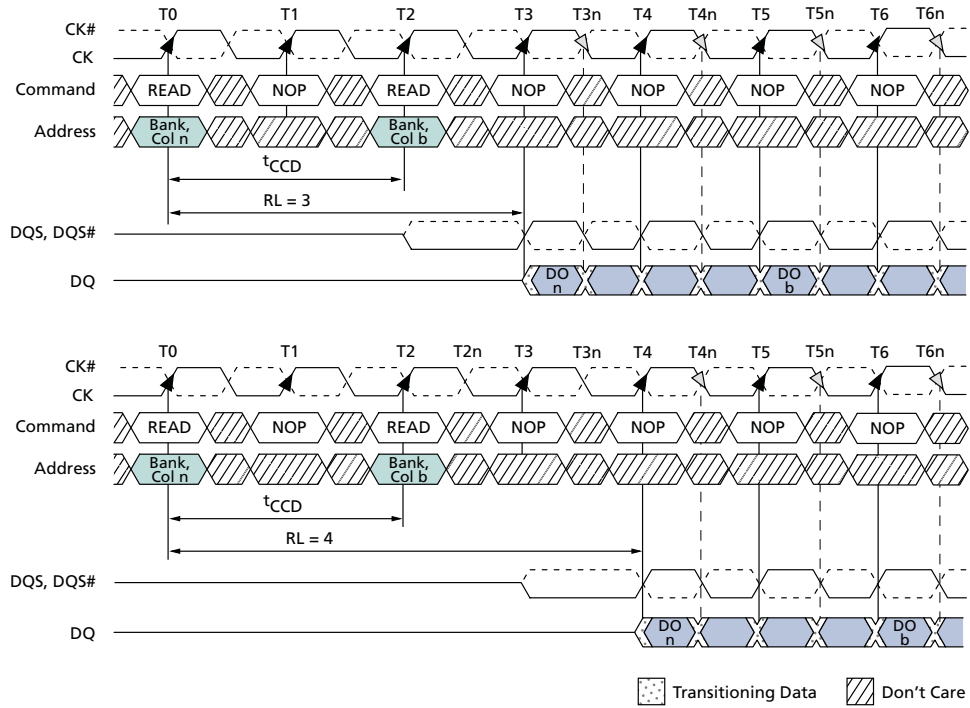 T0 T1 T2 T3 T3n T4 T4n T5 T5n T6 T6n
CK#
CK
Command READ NOP READ NOP NOP NOP NOP
Address Bank, Col n Bank, Col b
tCCD
RL = 3
DQS, DQS#
DQ DO n DO b
T0 T1 T2 T2n T3 T3n T4 T4n T5 T5n T6 T6n
CK#
CK
Command READ NOP READ NOP NOP NOP NOP
Address Bank, Col n Bank, Col b
tCCD
RL = 4
DQS, DQS#
DQ DO n DO b
Transitioning Data Don't Care